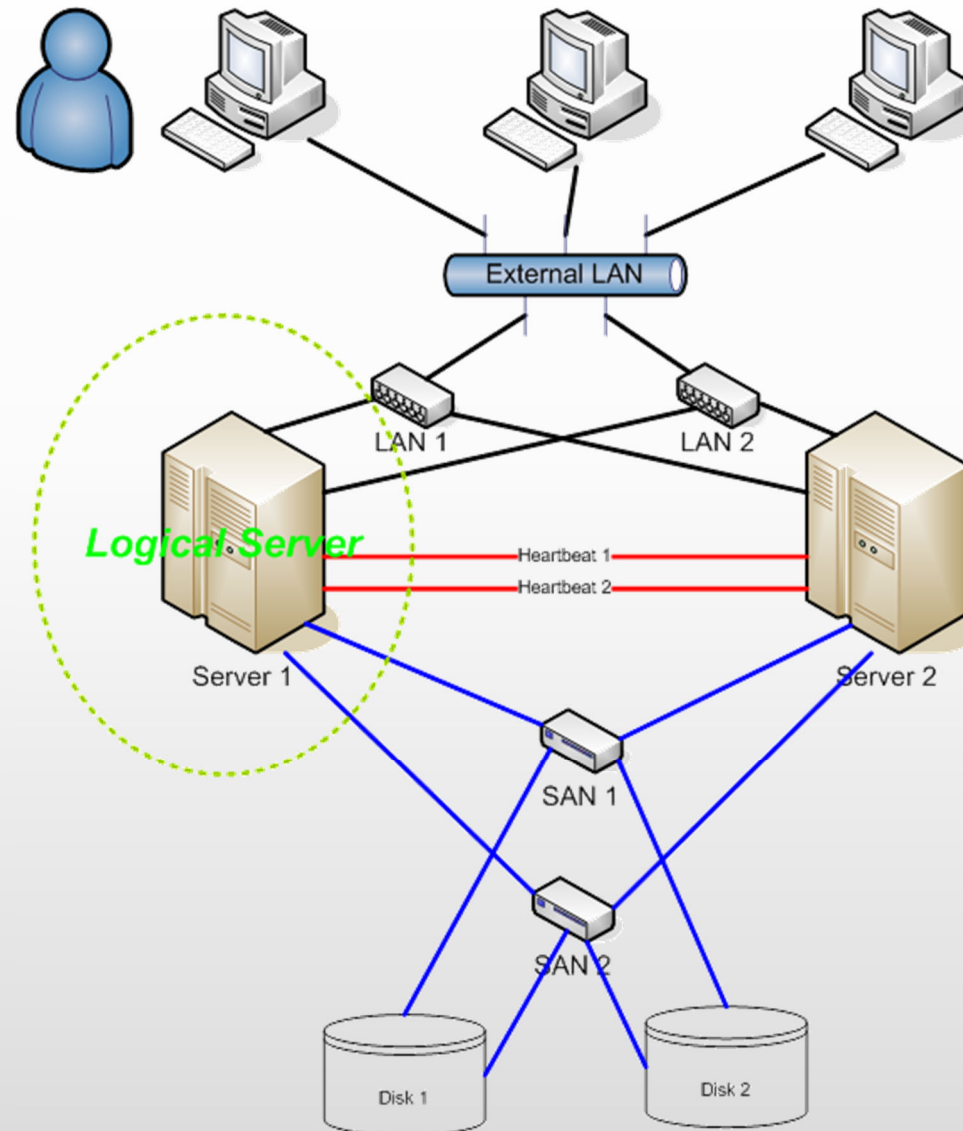 External LAN
LAN 1
LAN 2
Logical Server
Heartbeat 1
Heartbeat 2
Server 1
Server 2
SAN 1
SAN 2
Disk 1
Disk 2